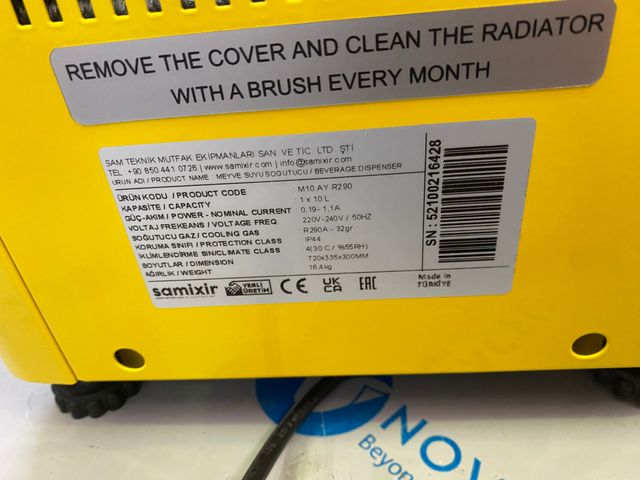 REMOVE THE COVER AND CLEAN THE RADIATOR
WITH A BRUSH EVERY MONTH
SAM TEKNİK MUTFAK EKİPMANLARI SAN. VE TİC. LTD. ŞTİ
TEL : +90 850 441 0726 | www.samixir.com | info@samixir.com
ÜRÜN ADI / PRODUCT NAME : MEYVE SUYU SOĞUTUCU / BEVERAGE DISPENSER
ÜRÜN KODU / PRODUCT CODE : M10 AY R290
KAPASİTE / CAPACITY : 1 x 10 L
GÜÇ-AKIM / POWER - NOMINAL CURRENT : 0,19- 1,1A
VOLTAJ FREKEANS / VOLTAGE FREQ : 220V-240V / 50HZ
SOĞUTUCU GAZ / COOLING GAS : R290A - 32gr
KORUMA SINIFI / PROTECTION CLASS : IP44
İKLİMLENDİRME SIN/CLIMATE CLASS : 4(30 C / %55RH)
BOYUTLAR / DIMENSION : 720x335x300MM
AĞIRLIK / WEIGHT : 16,4kg
samixir YERLİ ÜRETİM CE UK CA EAC Made in TÜRKİYE
SN : 52100216428
NOV
Beyon